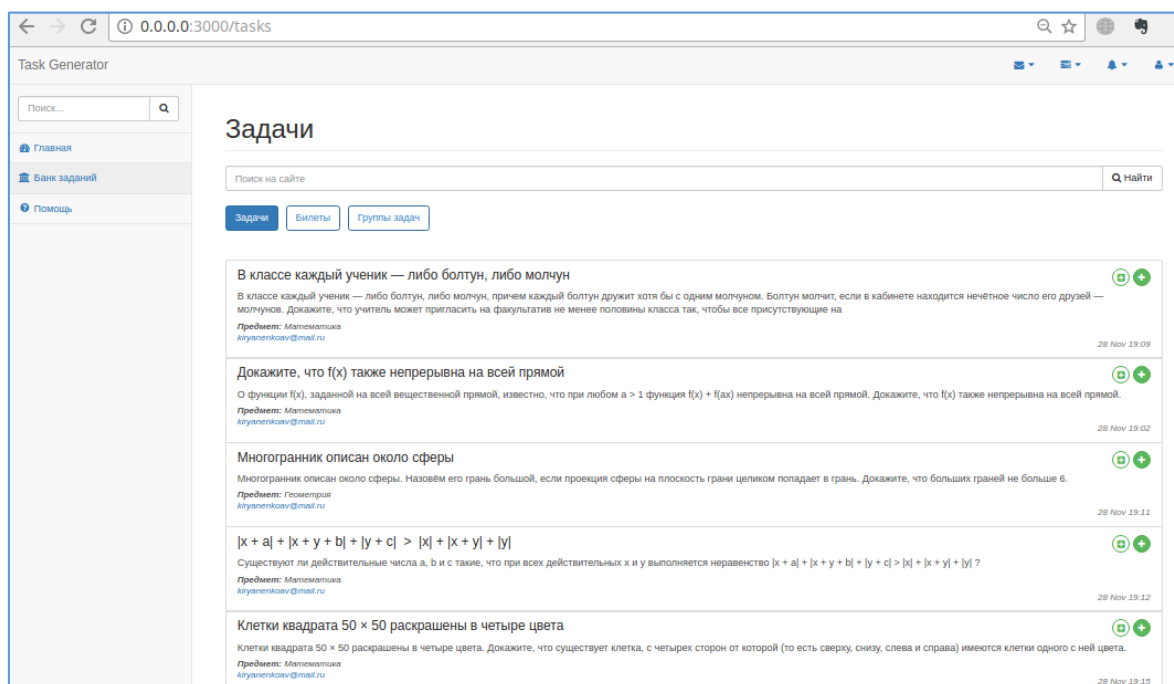 0.0.0.0:3000/tasks
Task Generator
Поиск...
Главная
Банк заданий
Помощь
Задачи
Поиск на сайте
Найти
Задачи
Билеты
Группы задач
В классе каждый ученик — либо болтун, либо молчун
В классе каждый ученик — либо болтун, либо молчун, причем каждый болтун дружит хотя бы с одним молчуном. Болтун молчит, если в кабинете находится нечётное число его друзей —
молчунов. Докажите, что учитель может пригласить на факультатив не менее половины класса так, чтобы все присутствующие на
Предмет: Математика
kiryanenkoav@mail.ru
28 Nov 19:09
Докажите, что f(x) также непрерывна на всей прямой
О функции f(x), заданной на всей вещественной прямой, известно, что при любом a > 1 функция f(x) + f(ax) непрерывна на всей прямой. Докажите, что f(x) также непрерывна на всей прямой.
Предмет: Математика
kiryanenkoav@mail.ru
28 Nov 19:02
Многогранник описан около сферы
Многогранник описан около сферы. Назовём его грань большой, если проекция сферы на плоскость грани целиком попадает в грань. Докажите, что больших граней не больше 6.
Предмет: Геометрия
kiryanenkoav@mail.ru
28 Nov 19:11
|x + a| + |x + y + b| + |y + c| > |x| + |x + y| + |y|
Существуют ли действительные числа a, b и c такие, что при всех действительных x и y выполняется неравенство |x + a| + |x + y + b| + |y + c| > |x| + |x + y| + |y| ?
Предмет: Математика
kiryanenkoav@mail.ru
28 Nov 19:12
Клетки квадрата 50 × 50 раскрашены в четыре цвета
Клетки квадрата 50 × 50 раскрашены в четыре цвета. Докажите, что существует клетка, с четырех сторон от которой (то есть сверху, снизу, слева и справа) имеются клетки одного с ней цвета.
Предмет: Математика
kiryanenkoav@mail.ru
28 Nov 19:15